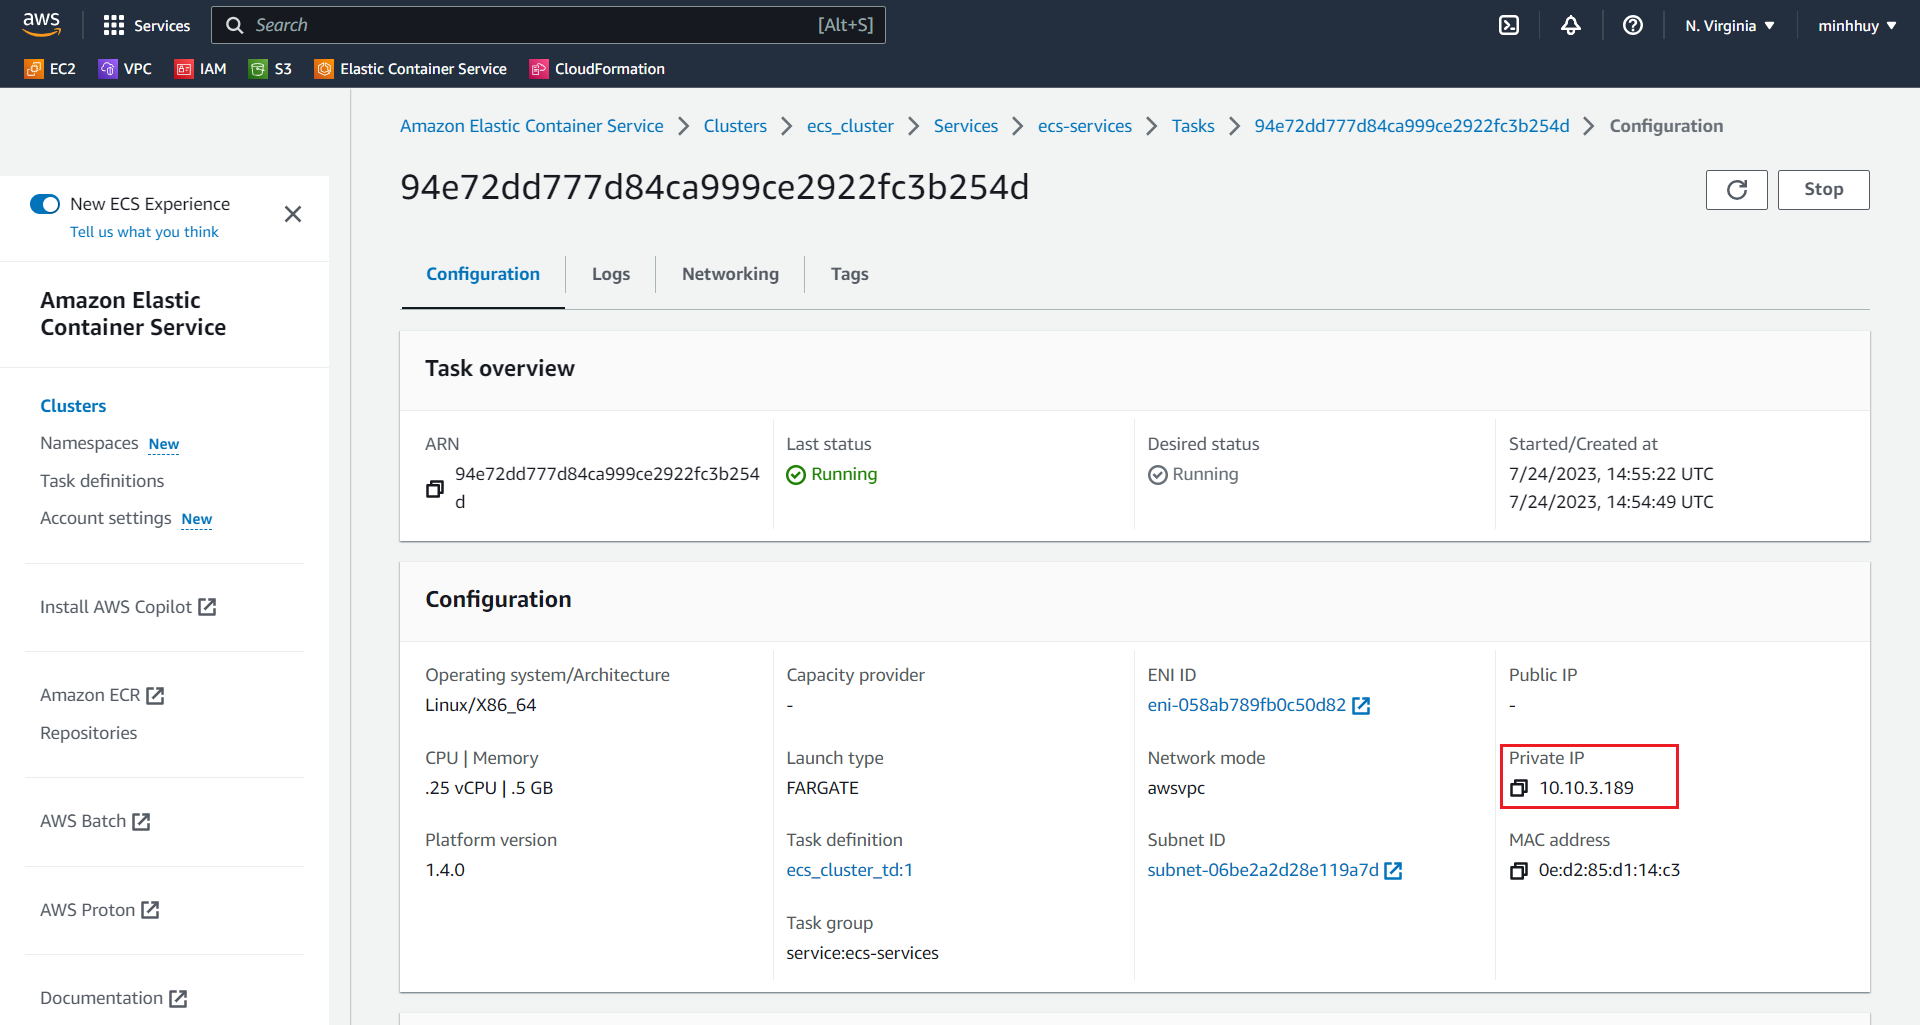 aws Services Search [Alt+S] N. Virginia minhhuy
EC2 VPC IAM S3 Elastic Container Service CloudFormation
Amazon Elastic Container Service Clusters ecs_cluster Services ecs-services Tasks 94e72dd777d84ca999ce2922fc3b254d Configuration
94e72dd777d84ca999ce2922fc3b254d
Stop
New ECS Experience
Tell us what you think
Amazon Elastic
Container Service
Clusters
Namespaces New
Task definitions
Account settings New
Install AWS Copilot
Amazon ECR
Repositories
AWS Batch
AWS Proton
Documentation
Configuration Logs Networking Tags
Task overview
ARN
94e72dd777d84ca999ce2922fc3b254
d
Last status
Running
Desired status
Running
Started/Created at
7/24/2023, 14:55:22 UTC
7/24/2023, 14:54:49 UTC
Configuration
Operating system/Architecture
Linux/X86_64
CPU | Memory
.25 vCPU | .5 GB
Platform version
1.4.0
Capacity provider
-
Launch type
FARGATE
Task definition
ecs_cluster_td:1
Task group
service:ecs-services
ENI ID
eni-058ab789fb0c50d82
Network mode
awsvpc
Subnet ID
subnet-06be2a2d28e119a7d
Public IP
-
Private IP
10.10.3.189
MAC address
0e:d2:85:d1:14:c3